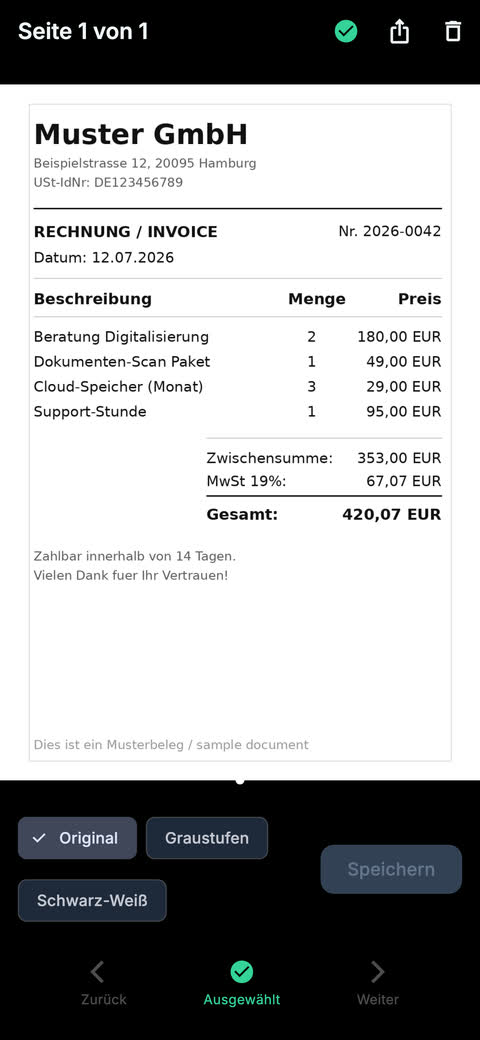 Seite 1 von 1
Muster GmbH
Beispielstrasse 12, 20095 Hamburg
USt-IdNr: DE123456789
RECHNUNG / INVOICE Nr. 2026-0042
Datum: 12.07.2026
Beschreibung Menge Preis
Beratung Digitalisierung 2 180,00 EUR
Dokumenten-Scan Paket 1 49,00 EUR
Cloud-Speicher (Monat) 3 29,00 EUR
Support-Stunde 1 95,00 EUR
Zwischensumme: 353,00 EUR
MwSt 19%: 67,07 EUR
Gesamt: 420,07 EUR
Zahlbar innerhalb von 14 Tagen.
Vielen Dank fuer Ihr Vertrauen!
Dies ist ein Musterbeleg / sample document
Original Graustufen
Speichern
Schwarz-Weiß
Zurück Ausgewählt Weiter